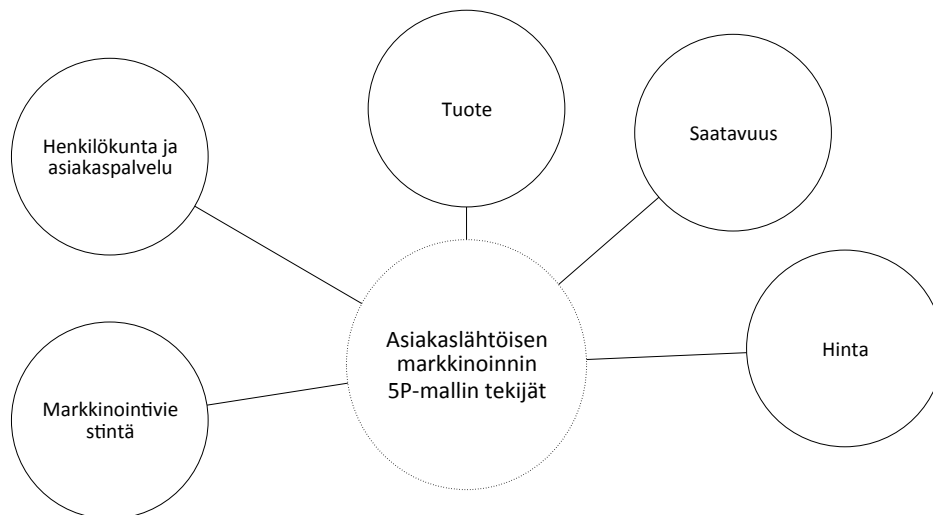 Tuote
Saatavuus
Henkilökunta ja
asiakaspalvelu
Asiakaslähtöisen
markkinoinnin
5P-mallin tekijät
Hinta
Markkinointivie
stintä